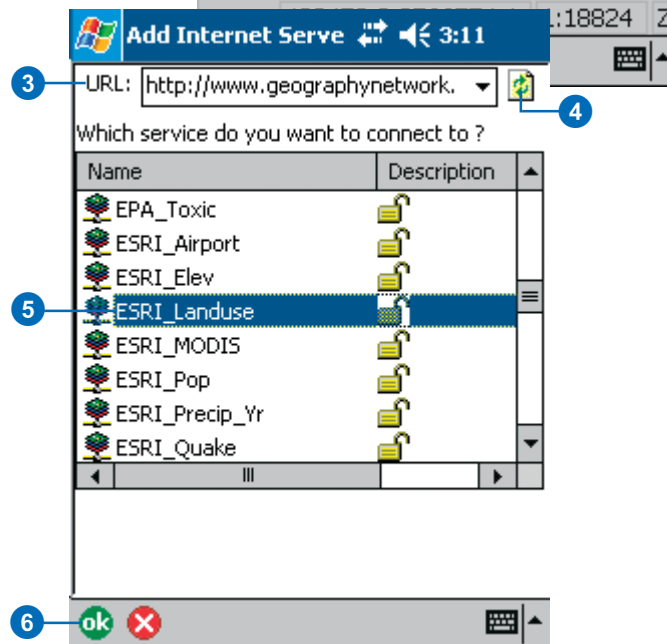 :18824
Add Internet Serve 3:11
3
URL: http://www.geographynetwork.
4
Which service do you want to connect to ?
Name Description
EPA_Toxic
ESRI_Airport
ESRI_Elev
5
ESRI_Landuse
ESRI_MODIS
ESRI_Pop
ESRI_Precip_Yr
ESRI_Quake
6
ok